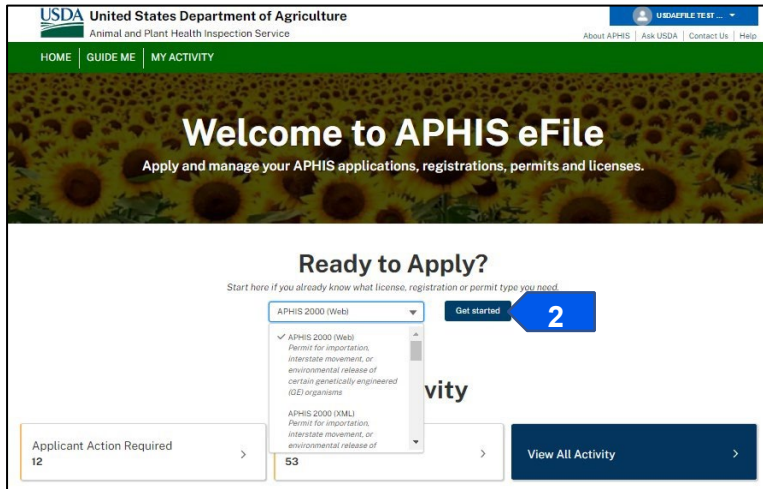 USDA United States Department of Agriculture
Animal and Plant Health Inspection Service
USDAEFILE TEST ...
About APHIS | Ask USDA | Contact Us | Help
HOME | GUIDE ME | MY ACTIVITY
Welcome to APHIS eFile
Apply and manage your APHIS applications, registrations, permits and licenses.
Ready to Apply?
Start here if you already know what license, registration or permit type you need.
APHIS 2000 (Web)
Get started
2
APHIS 2000 (Web)
Permit for importation,
interstate movement, or
environmental release of
certain genetically engineered
(GE) organisms
vity
APHIS 2000 (XML)
Permit for importation,
interstate movement, or
environmental release of
Applicant Action Required
12
53
View All Activity